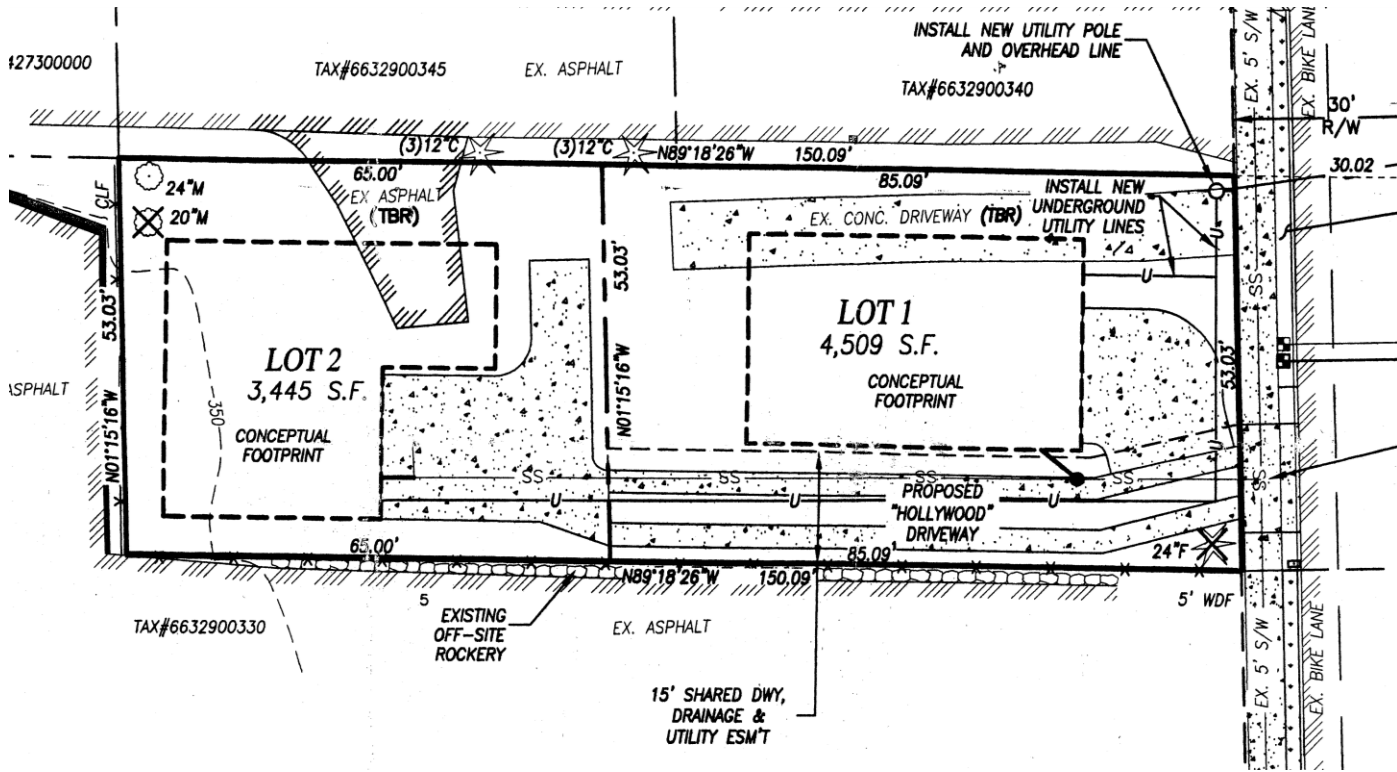 INSTALL NEW UTILITY POLE
AND OVERHEAD LINE
427300000
TAX#6632900345
EX. ASPHALT
TAX#6632900340
EX. 5' S/W
EX. BIKE LANE
30'
R/W
(3)12"C
(3)12"C
N89°18'26"W
150.09'
30.02
CLF
24"M
20"M
65.00'
85.09'
EX ASPHALT
(TBR)
EX. CONC. DRIVEWAY (TBR)
INSTALL NEW
UNDERGROUND
UTILITY LINES
U
U
SS
53.03'
N01°15'16"W
53.03'
N01°15'16"W
53.03'
LOT 1
4,509 S.F.
CONCEPTUAL
FOOTPRINT
LOT 2
3,445 S.F.
CONCEPTUAL
FOOTPRINT
350
ASPHALT
U
SS
SS
SS
SS
SS
U
U
U
PROPOSED
"HOLLYWOOD"
DRIVEWAY
65.00'
85.09'
24"F
N89°18'26"W
150.09'
5
5' WDF
TAX#6632900330
EXISTING
OFF-SITE
ROCKERY
EX. ASPHALT
15' SHARED DWY,
DRAINAGE &
UTILITY ESM'T
EX. 5' S/W
EX. BIKE LANE